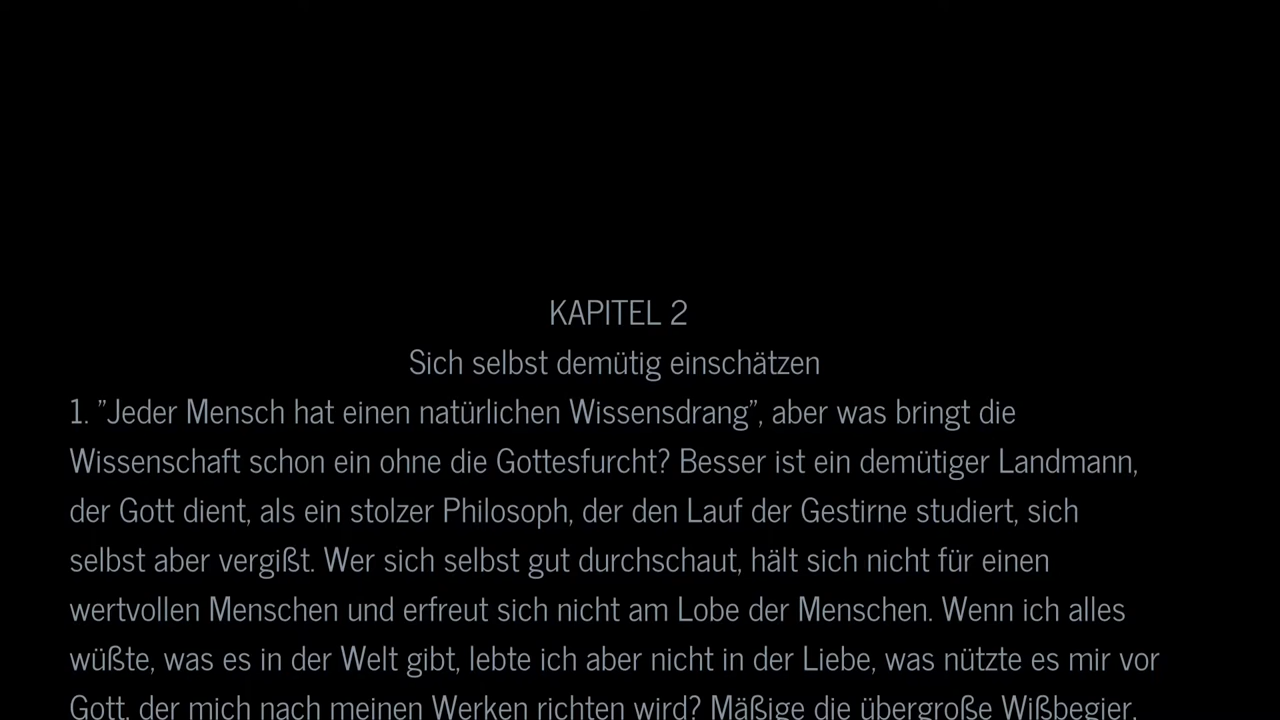 KAPITEL 2
Sich selbst demütig einschätzen
1. ”Jeder Mensch hat einen natürlichen Wissensdrang”, aber was bringt die
Wissenschaft schon ein ohne die Gottesfurcht? Besser ist ein demütiger Landmann,
der Gott dient, als ein stolzer Philosoph, der den Lauf der Gestirne studiert, sich
selbst aber vergißt. Wer sich selbst gut durchschaut, hält sich nicht für einen
wertvollen Menschen und erfreut sich nicht am Lobe der Menschen. Wenn ich alles
wüßte, was es in der Welt gibt, lebte ich aber nicht in der Liebe, was nützte es mir vor
Gott, der mich nach meinen Werken richten wird? Mäßige die übergroße Wißbegier,